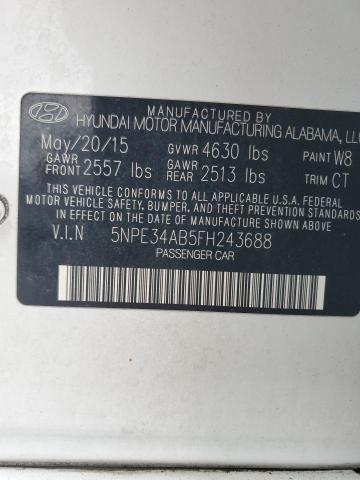 MANUFACTURED BY
HYUNDAI MOTOR MANUFACTURING ALABAMA, LLC
May/20/15 GVWR 4630 lbs PAINT W8
GAWR FRONT 2557 lbs GAWR REAR 2513 lbs TRIM CT
THIS VEHICLE CONFORMS TO ALL APPLICABLE U.S.A. FEDERAL
MOTOR VEHICLE SAFETY, BUMPER, AND THEFT PREVENTION STANDARDS
IN EFFECT ON THE DATE OF MANUFACTURE SHOWN ABOVE.
V.I.N 5NPE34AB5FH243688
PASSENGER CAR